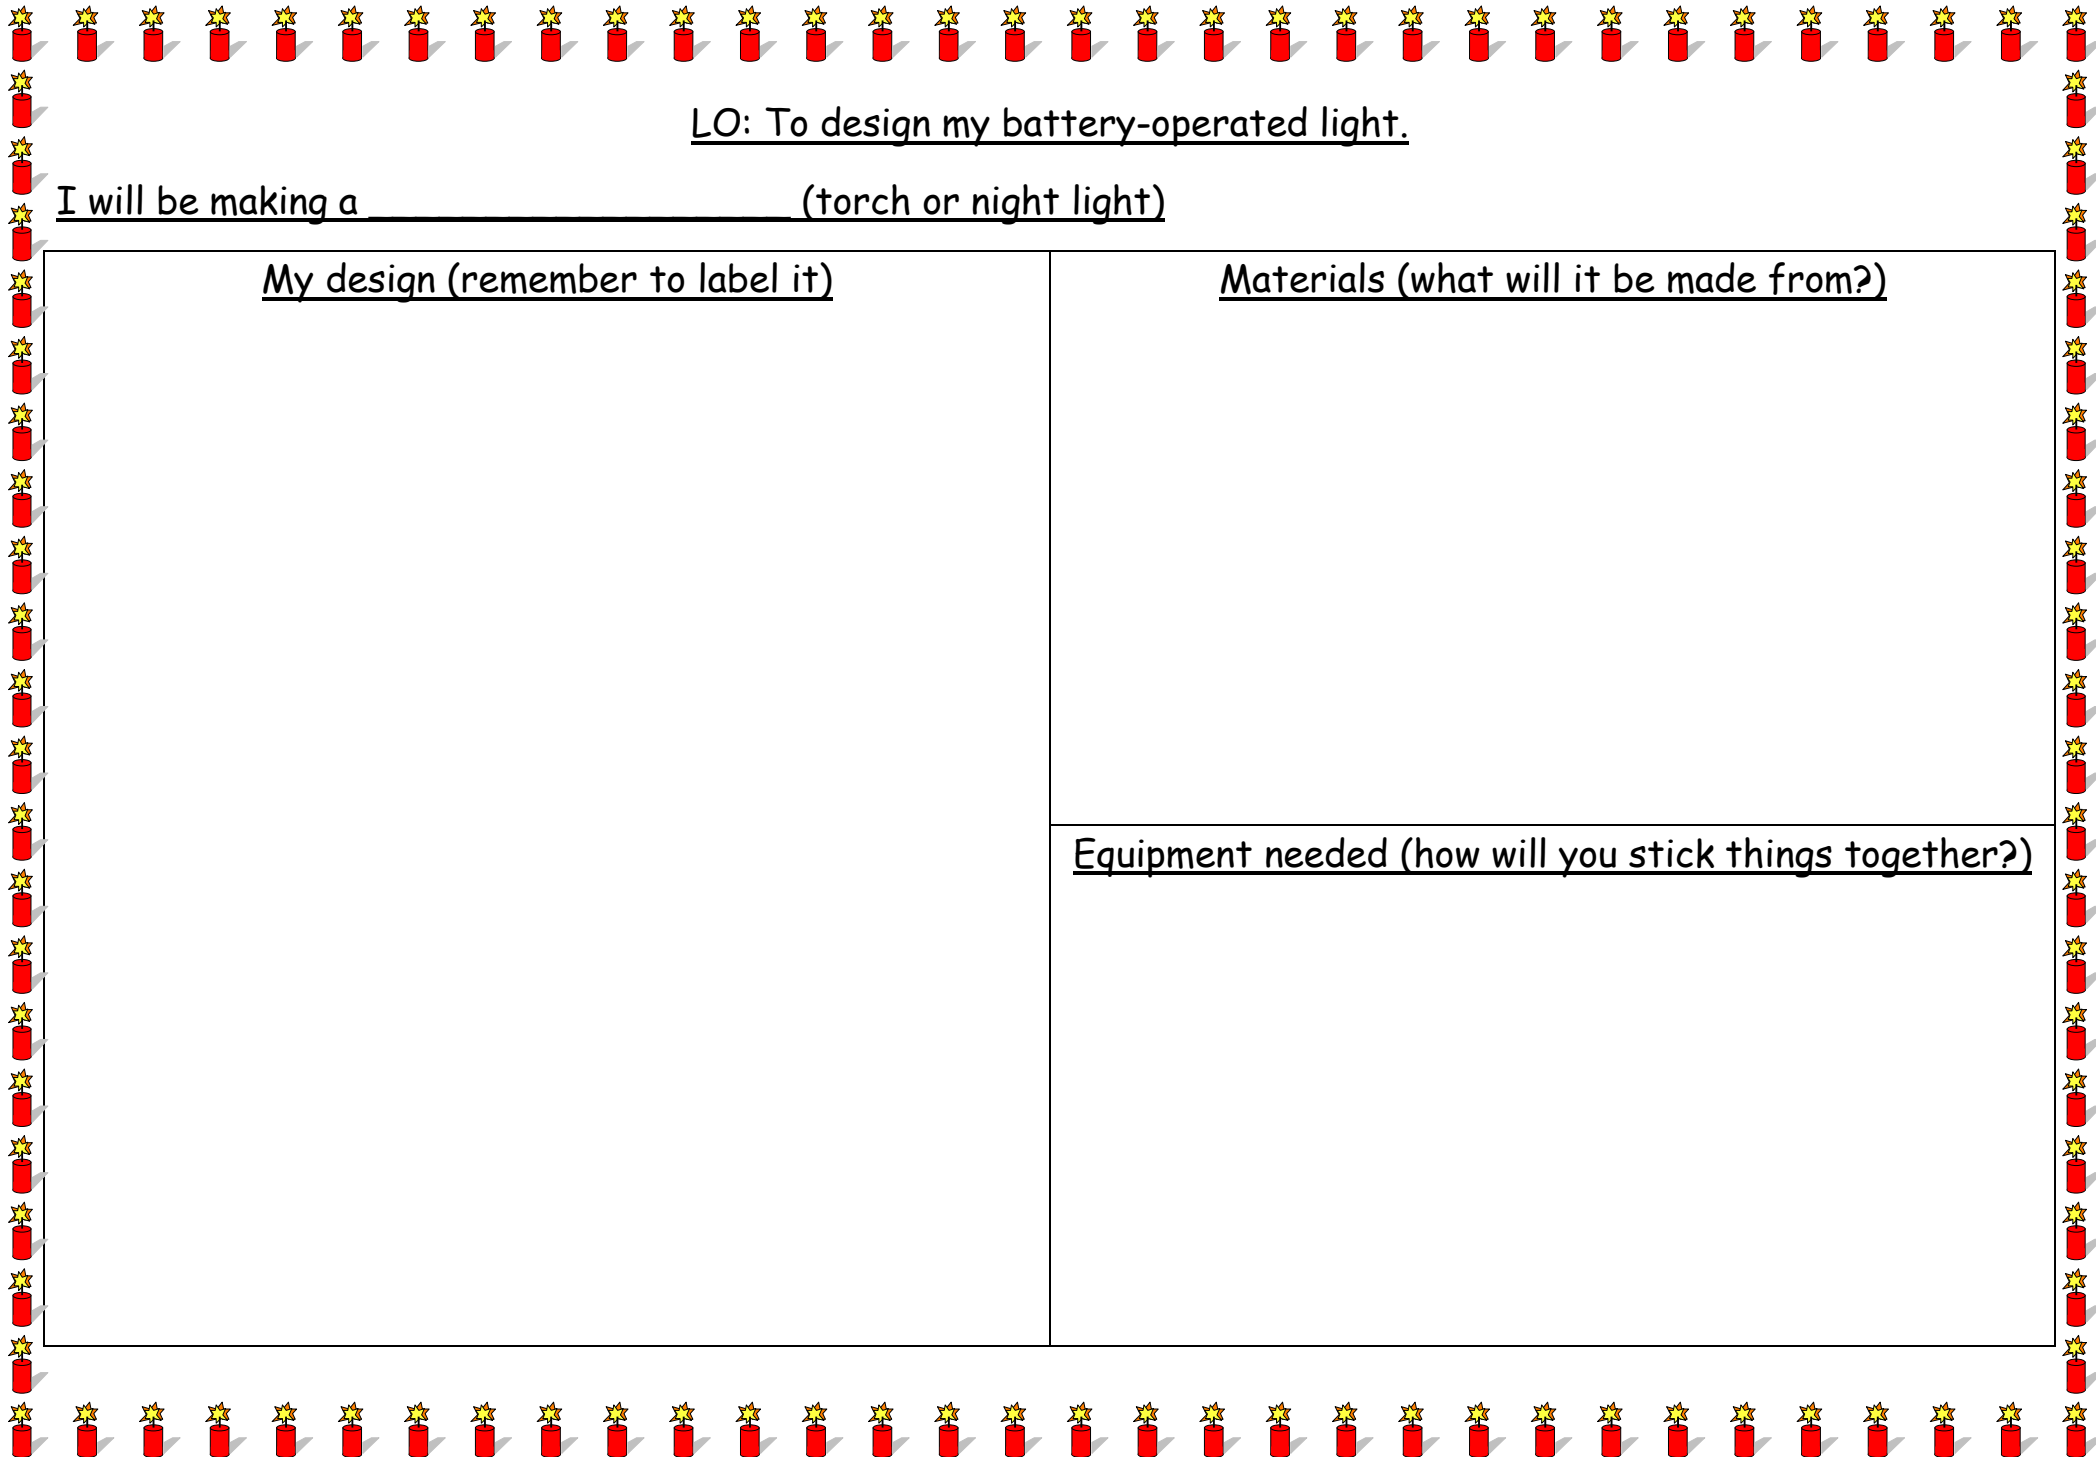 LO: To design my battery-operated light.
I will be making a __________________ (torch or night light)
My design (remember to label it)
Materials (what will it be made from?)
Equipment needed (how will you stick things together?)